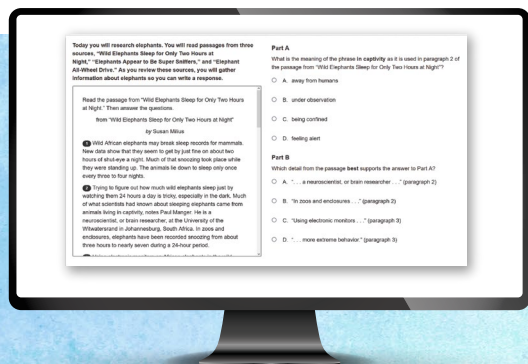 Today you will research elephants. You will read passages from three
sources, "Wild Elephants Sleep for Only Two Hours at
Night," "Elephants Appear to Be Super Sniffers," and "Elephant
All-Wheel Drive." As you review these sources, you will gather
information about elephants so you can write a response.
Read the passage from "Wild Elephants Sleep for Only Two Hours
at Night." Then answer the questions.
from "Wild Elephants Sleep for Only Two Hours at Night"
by Susan Milius
1 Wild African elephants may break sleep records for mammals.
New data show that they seem to get by just fine on about two
hours of shut-eye a night. Much of that snoozing took place while
they were standing up. The animals lie down to sleep only once
every three to four nights.
2 Trying to figure out how much wild elephants sleep just by
watching them 24 hours a day is tricky, especially in the dark. Much
of what scientists had known about sleeping elephants came from
animals living in captivity, notes Paul Manger. He is a
neuroscientist, or brain researcher, at the University of the
Witwatersrand in Johannesburg, South Africa. In zoos and
enclosures, elephants have been recorded snoozing from about
three hours to nearly seven during a 24-hour period.
Part A
What is the meaning of the phrase in captivity as it is used in paragraph 2 of
the passage from "Wild Elephants Sleep for Only Two Hours at Night"?
A. away from humans
B. under observation
C. being confined
D. feeling alert
Part B
Which detail from the passage best supports the answer to Part A?
A. ". . . a neuroscientist, or brain researcher . . ." (paragraph 2)
B. "In zoos and enclosures . . ." (paragraph 2)
C. "Using electronic monitors . . ." (paragraph 3)
D. ". . . more extreme behavior." (paragraph 3)